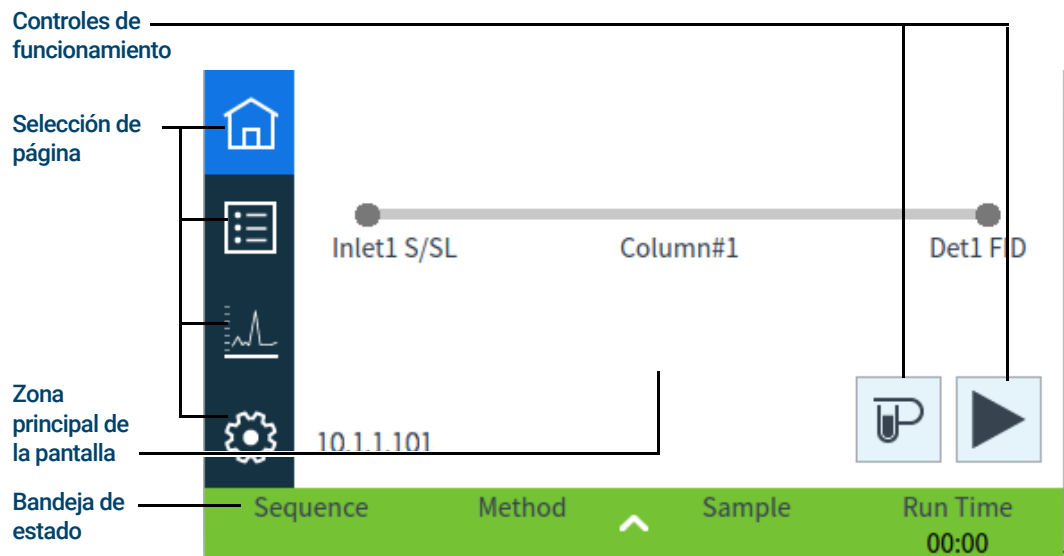 Controles de
funcionamiento
Selección de
página
Inlet1 S/SL
Column#1
Det1 FID
Zona
principal de
la pantalla
10.1.1.101
Bandeja de
estado
Sequence
Method
Sample
Run Time
00:00